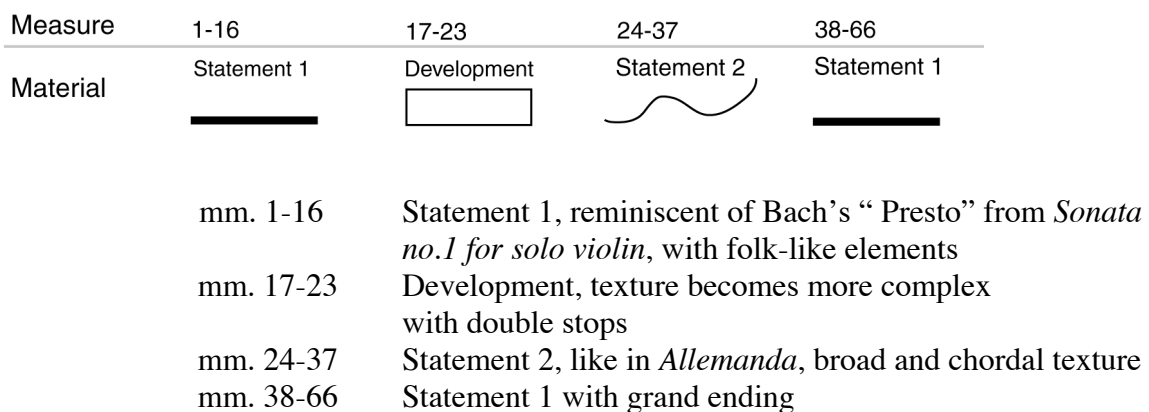 Measure 1-16 17-23 24-37 38-66
Material Statement 1 Development Statement 2 Statement 1
mm. 1-16 Statement 1, reminiscent of Bach's “ Presto” from Sonata
no.1 for solo violin, with folk-like elements
mm. 17-23 Development, texture becomes more complex
with double stops
mm. 24-37 Statement 2, like in Allemanda, broad and chordal texture
mm. 38-66 Statement 1 with grand ending